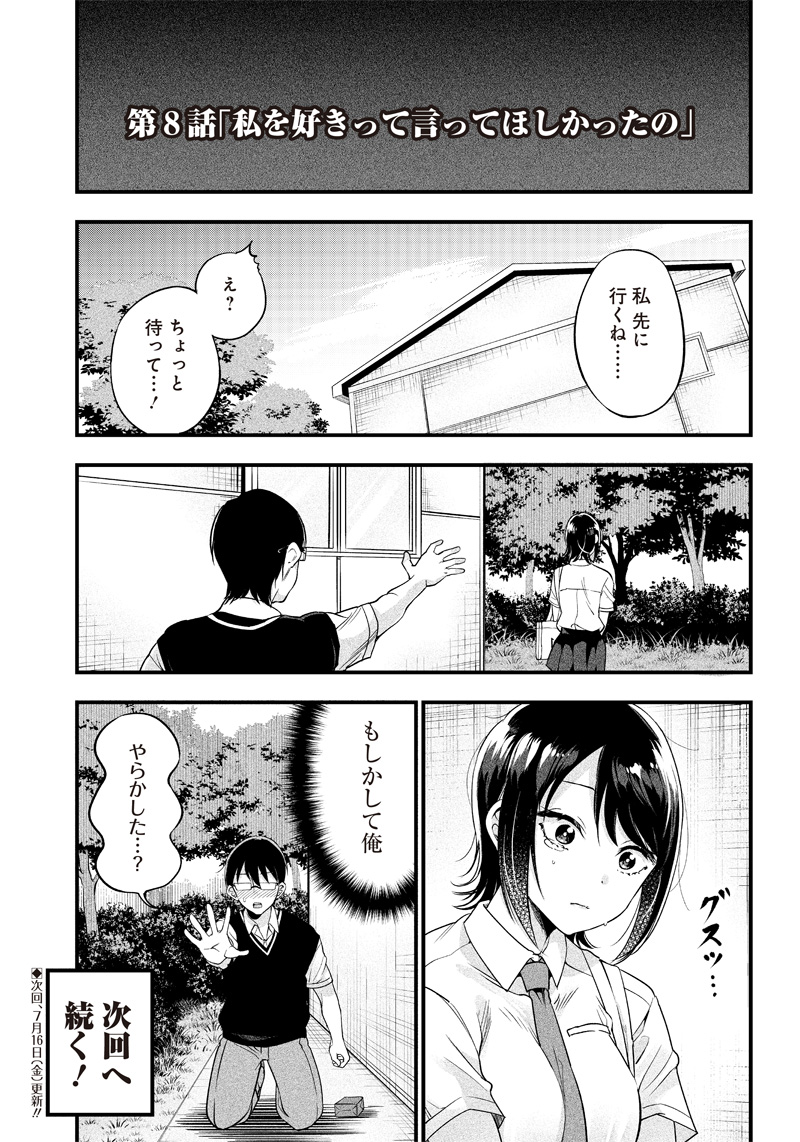 第8話「私を好きって言ってほしかったの」
私 先に
行くね……
え?
ちょっと
待って…!
グスッ…
もしかして俺
やらかした…?
次回へ
続く!
◆次回、7月16日(金)更新!!